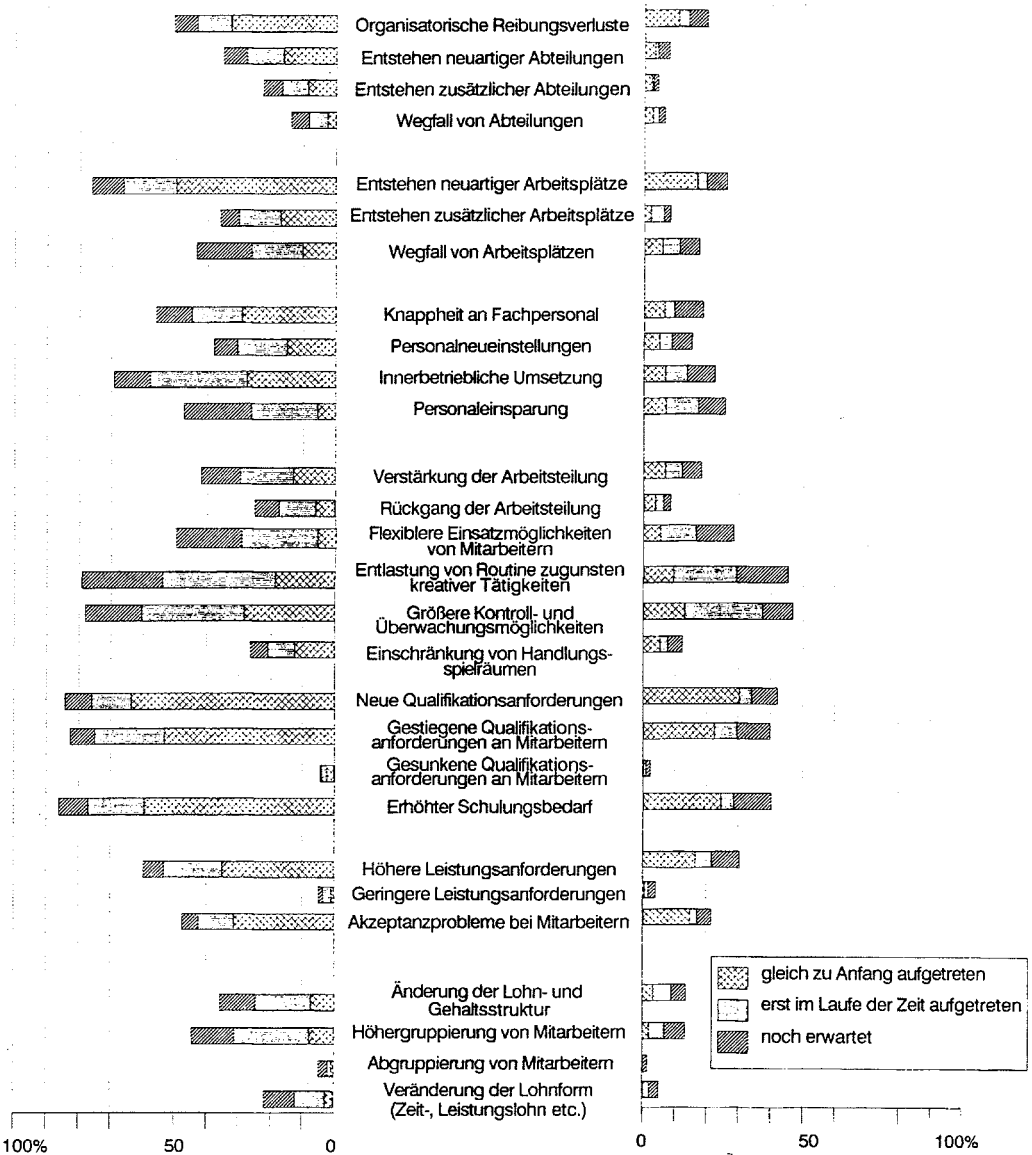 Organisatorische Reibungsverluste
Entstehen neuartiger Abteilungen
Entstehen zusätzlicher Abteilungen
Wegfall von Abteilungen
Entstehen neuartiger Arbeitsplätze
Entstehen zusätzlicher Arbeitsplätze
Wegfall von Arbeitsplätzen
Knappheit an Fachpersonal
Personalneueinstellungen
Innerbetriebliche Umsetzung
Personaleinsparung
Verstärkung der Arbeitsteilung
Rückgang der Arbeitsteilung
Flexiblere Einsatzmöglichkeiten
von Mitarbeitern
Entlastung von Routine zugunsten
kreativer Tätigkeiten
Größere Kontroll- und
Überwachungsmöglichkeiten
Einschränkung von Handlungs-
spielräumen
Neue Qualifikationsanforderungen
Gestiegene Qualifikations-
anforderungen an Mitarbeitern
Gesunkene Qualifikations-
anforderungen an Mitarbeitern
Erhöhter Schulungsbedarf
Höhere Leistungsanforderungen
Geringere Leistungsanforderungen
Akzeptanzprobleme bei Mitarbeitern
gleich zu Anfang aufgetreten
erst im Laufe der Zeit aufgetreten
noch erwartet
Änderung der Lohn- und
Gehaltsstruktur
Höhergruppierung von Mitarbeitern
Abgruppierung von Mitarbeitern
Veränderung der Lohnform
(Zeit-, Leistungslohn etc.)
100% 50 0 0 50 100%